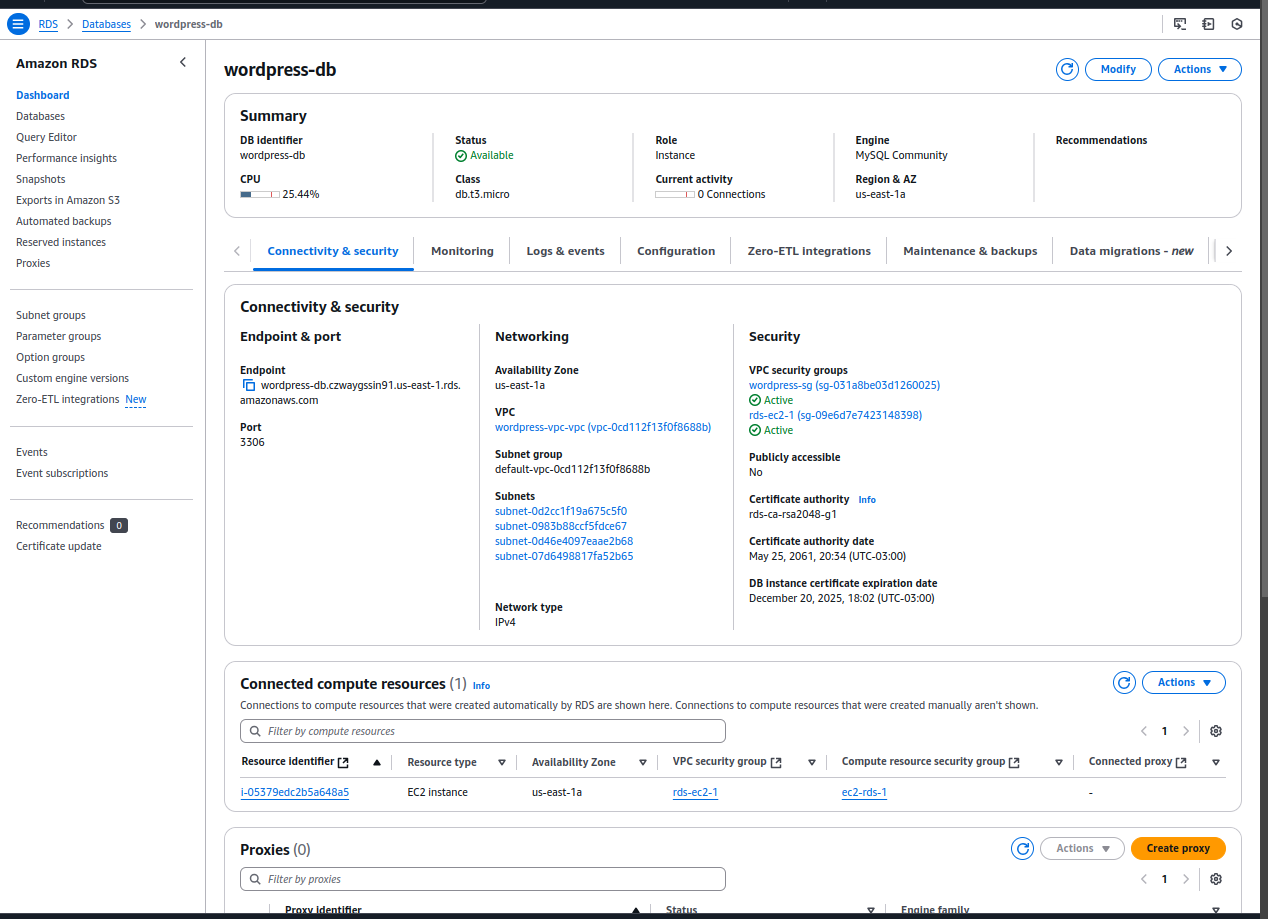 RDS
Databases
wordpress-db
Amazon RDS
Dashboard
Databases
Query Editor
Performance insights
Snapshots
Exports in Amazon S3
Automated backups
Reserved instances
Proxies
Subnet groups
Parameter groups
Option groups
Custom engine versions
Zero-ETL integrations New
Events
Event subscriptions
Recommendations 0
Certificate update
wordpress-db
Modify
Actions
Summary
DB identifier
wordpress-db
CPU
25.44%
Status
Available
Class
db.t3.micro
Role
Instance
Current activity
0 Connections
Engine
MySQL Community
Region & AZ
us-east-1a
Recommendations
Connectivity & security
Monitoring
Logs & events
Configuration
Zero-ETL integrations
Maintenance & backups
Data migrations - new
Connectivity & security
Endpoint & port
Endpoint
wordpress-db.czwaygssin91.us-east-1.rds.
amazonaws.com
Port
3306
Networking
Availability Zone
us-east-1a
VPC
wordpress-vpc-vpc (vpc-0cd112f13f0f8688b)
Subnet group
default-vpc-0cd112f13f0f8688b
Subnets
subnet-0d2cc1f19a675c5f0
subnet-0983b88ccf5fdce67
subnet-0d46e4097eaae2b68
subnet-07d6498817fa52b65
Network type
IPv4
Security
VPC security groups
wordpress-sg (sg-031a8be03d1260025)
Active
rds-ec2-1 (sg-09e6d7e7423148398)
Active
Publicly accessible
No
Certificate authority Info
rds-ca-rsa2048-g1
Certificate authority date
May 25, 2061, 20:34 (UTC-03:00)
DB instance certificate expiration date
December 20, 2025, 18:02 (UTC-03:00)
Connected compute resources (1) Info
Actions
Connections to compute resources that were created automatically by RDS are shown here. Connections to compute resources that were created manually aren't shown.
Filter by compute resources
1
Resource identifier
Resource type
Availability Zone
VPC security group
Compute resource security group
Connected proxy
i-05379edc2b5a648a5
EC2 instance
us-east-1a
rds-ec2-1
ec2-rds-1
-
Proxies (0)
Actions
Create proxy
Filter by proxies
1
Proxy identifier
Status
Engine family